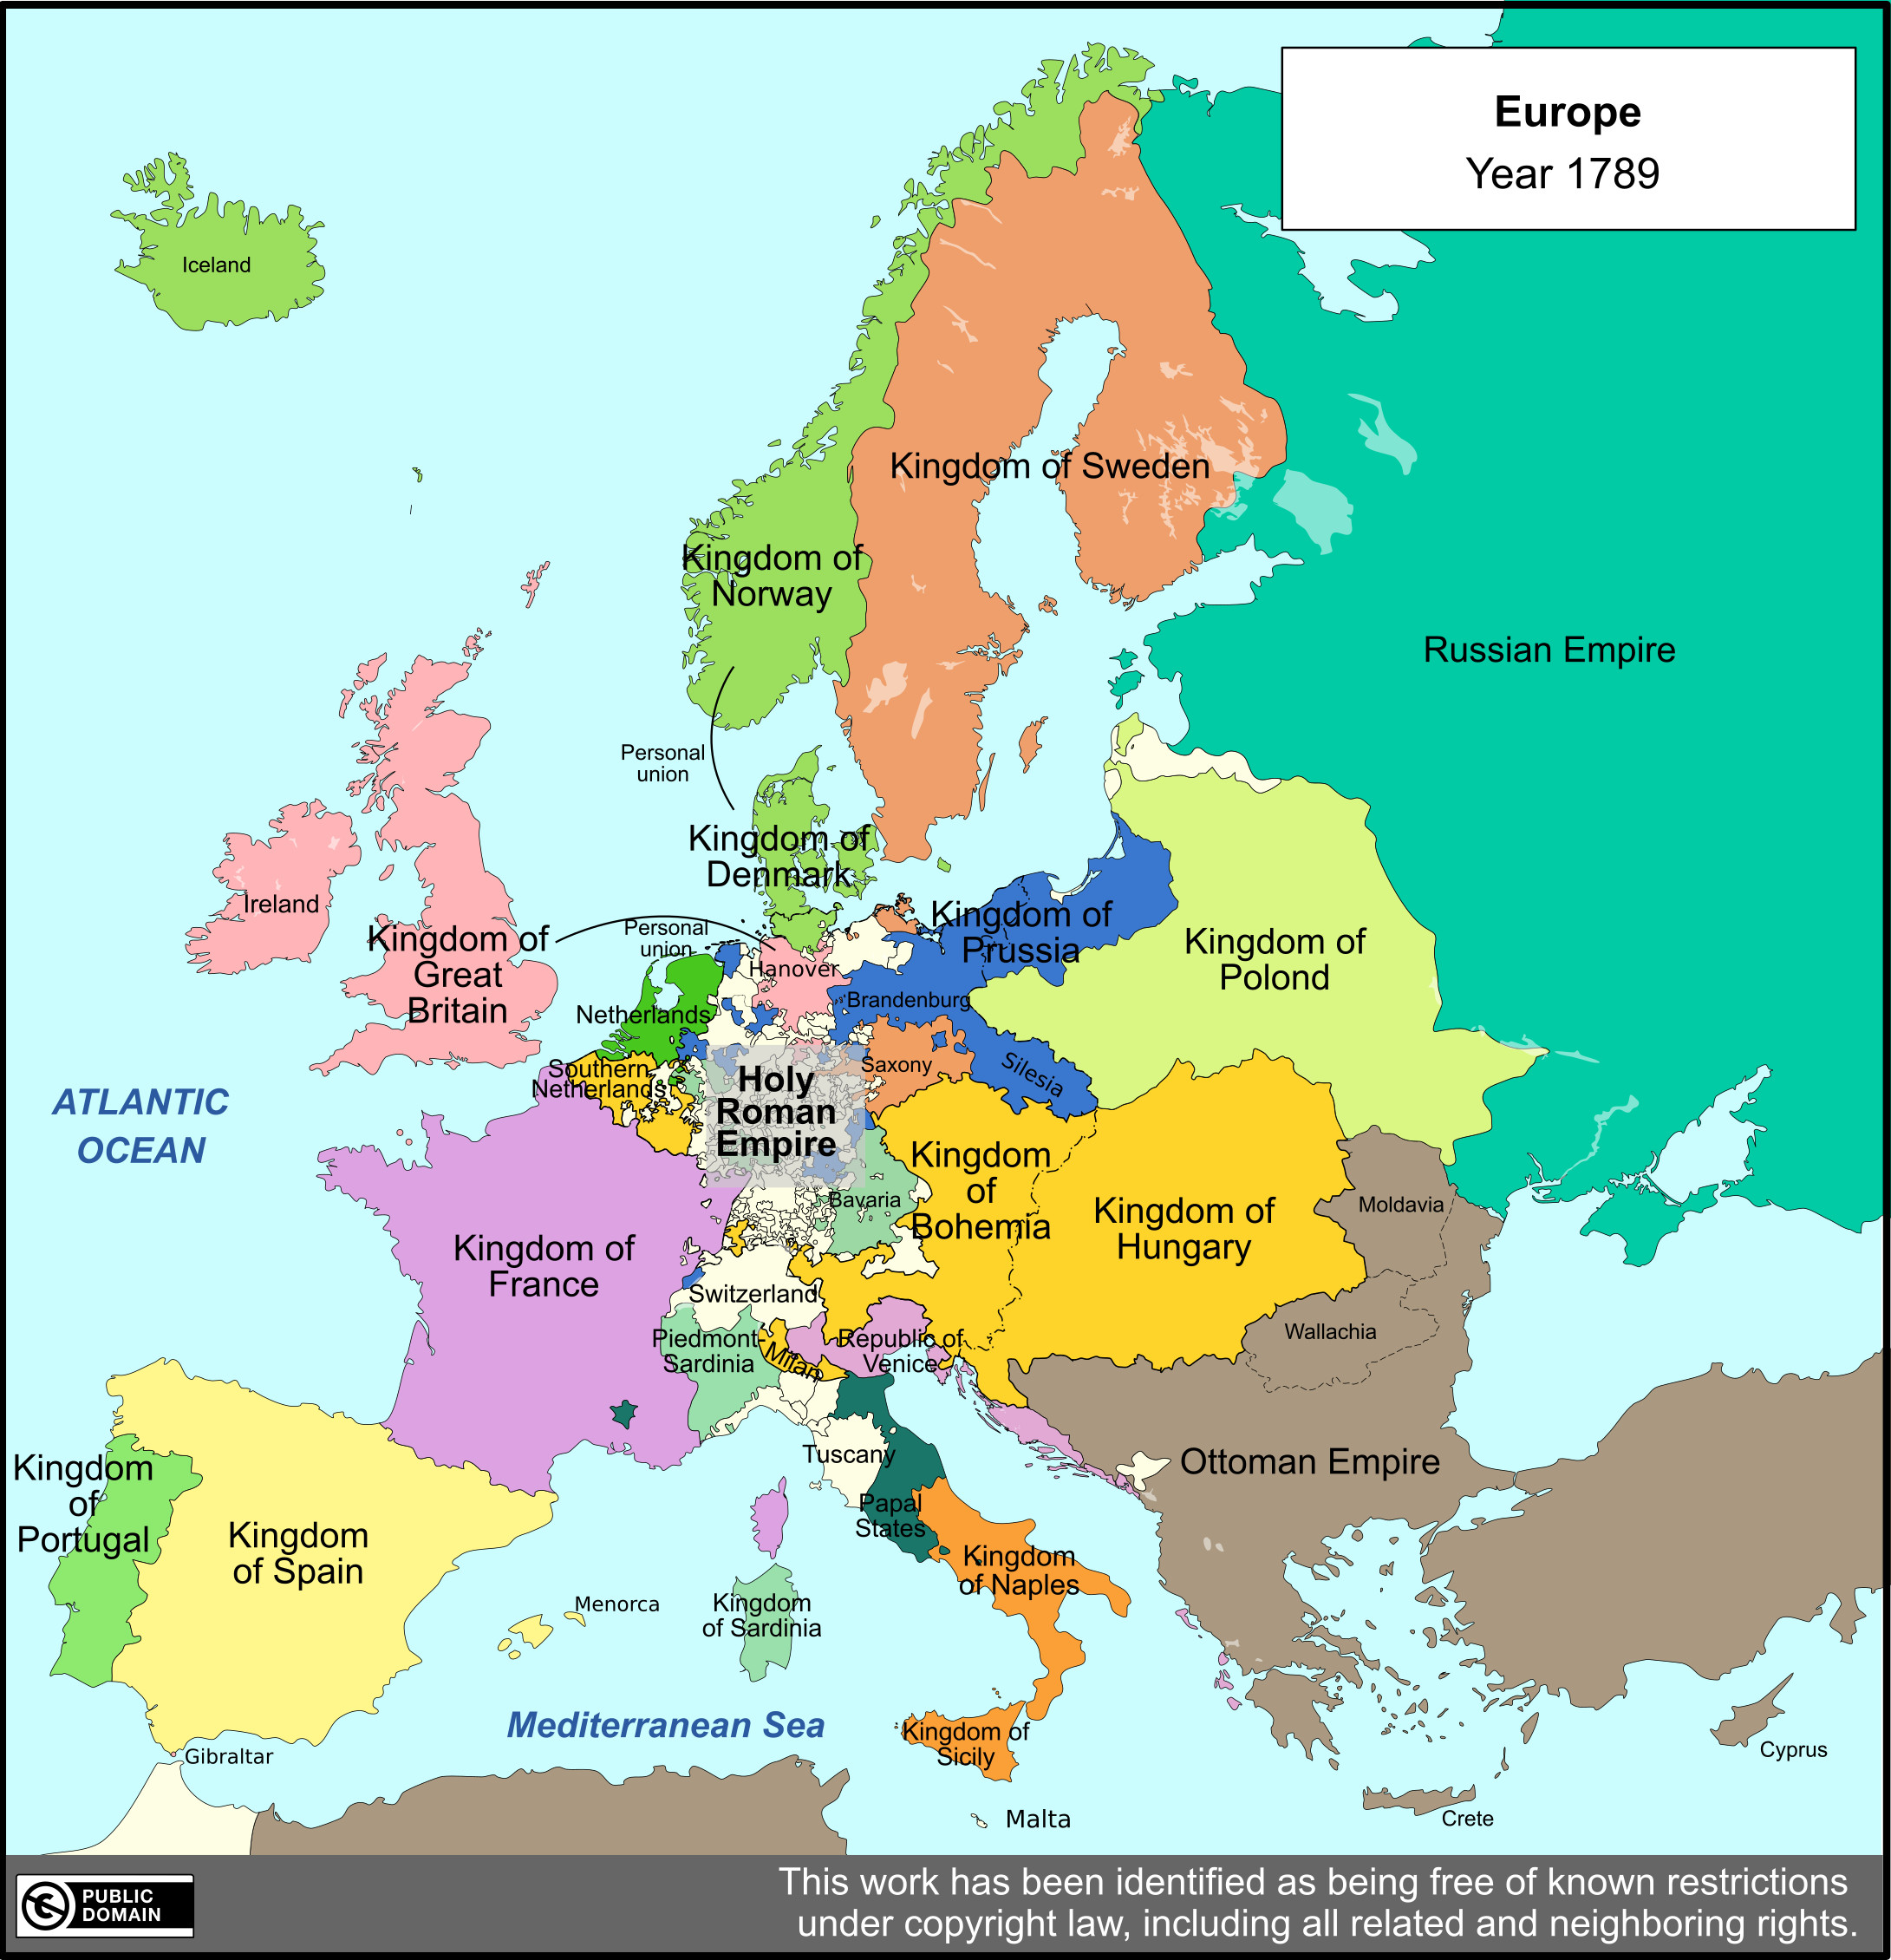 Europe
Year 1789
Iceland
Kingdom of Sweden
Kingdom of
Norway
Russian Empire
Personal
union
Kingdom of
Denmark
Ireland
Kingdom of
Great
Britain
Personal
union
Hanover
Kingdom of
Prussia
Kingdom of
Polond
Netherlands
Brandenburg
Southern
Netherlands
Saxony
Silesia
Holy
Roman
Empire
ATLANTIC
OCEAN
Kingdom
of
Bohemia
Bavaria
Kingdom of
Hungary
Moldavia
Kingdom of
France
Switzerland
Wallachia
Piedmont-
Sardinia
Milan
Republic of
Venice
Tuscany
Ottoman Empire
Kingdom
of
Portugal
Kingdom
of Spain
Papal
States
Kingdom
of Naples
Menorca
Kingdom
of Sardinia
Mediterranean Sea
Kingdom of
Sicily
Gibraltar
Cyprus
Malta
Crete
PUBLIC
DOMAIN
This work has been identified as being free of known restrictions
under copyright law, including all related and neighboring rights.